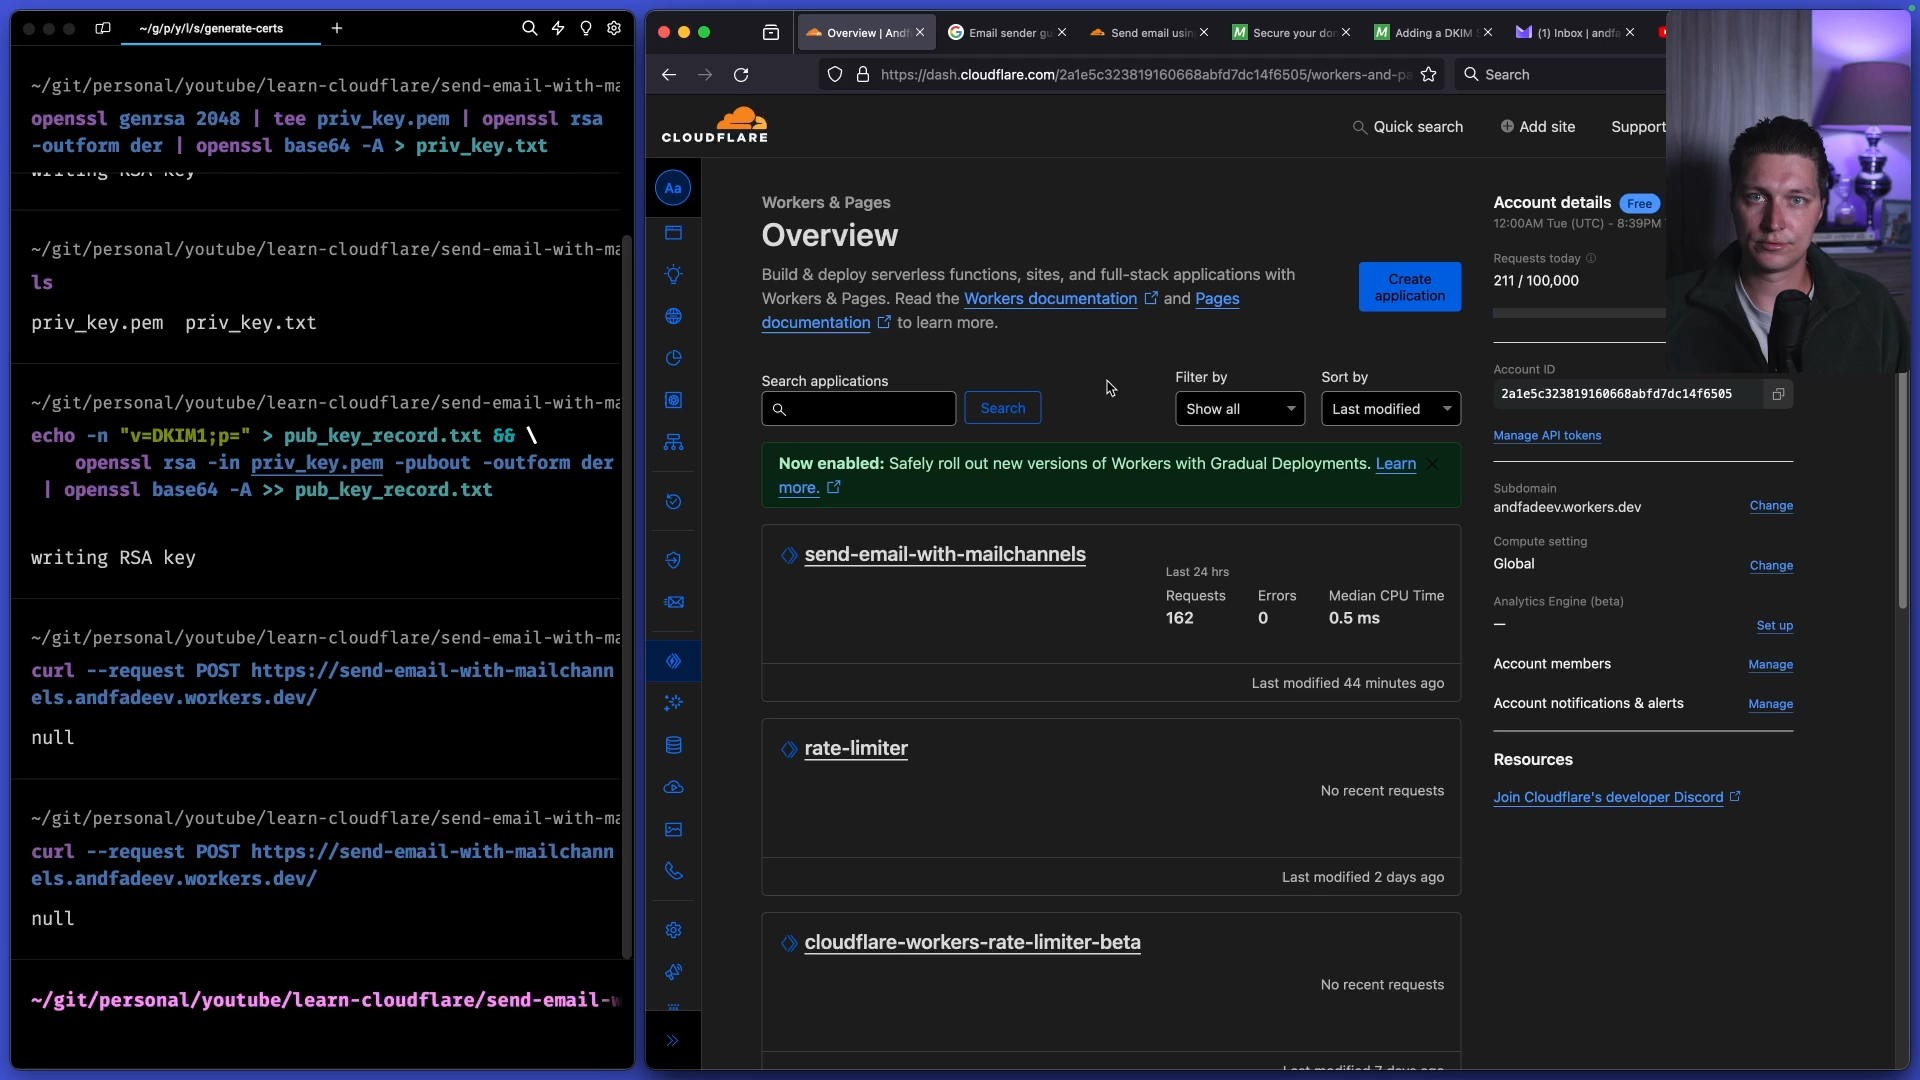 ~/g/p/y/l/s/generate-certs
~/git/personal/youtube/learn-cloudflare/send-email-with-ma
openssl genrsa 2048 | tee priv_key.pem | openssl rsa
-outform der | openssl base64 -A > priv_key.txt
writing RSA key
~/git/personal/youtube/learn-cloudflare/send-email-with-ma
ls
priv_key.pem priv_key.txt
~/git/personal/youtube/learn-cloudflare/send-email-with-ma
echo -n "v=DKIM1;p=" > pub_key_record.txt && \
openssl rsa -in priv_key.pem -pubout -outform der
| openssl base64 -A >> pub_key_record.txt
writing RSA key
~/git/personal/youtube/learn-cloudflare/send-email-with-ma
curl --request POST https://send-email-with-mailchann
els.andfadeev.workers.dev/
null
~/git/personal/youtube/learn-cloudflare/send-email-with-ma
curl --request POST https://send-email-with-mailchann
els.andfadeev.workers.dev/
null
~/git/personal/youtube/learn-cloudflare/send-email-w
Overview | Andf
Email sender gu
Send email usin
Secure your do
Adding a DKIM
(1) Inbox | andfa
https://dash.cloudflare.com/2a1e5c323819160668abfd7dc14f6505/workers-and-pa
Search
CLOUDFLARE
Quick search
Add site
Support
Aa
Workers & Pages
Overview
Build & deploy serverless functions, sites, and full-stack applications with
Workers & Pages. Read the Workers documentation and Pages
documentation to learn more.
Create
application
Search applications
Search
Filter by
Show all
Sort by
Last modified
Now enabled: Safely roll out new versions of Workers with Gradual Deployments. Learn
more.
send-email-with-mailchannels
Last 24 hrs
Requests Errors Median CPU Time
162 0 0.5 ms
Last modified 44 minutes ago
rate-limiter
No recent requests
Last modified 2 days ago
cloudflare-workers-rate-limiter-beta
No recent requests
Last modified 7 days ago
Account details Free
12:00AM Tue (UTC) - 8:39PM
Requests today
211 / 100,000
Account ID
2a1e5c323819160668abfd7dc14f6505
Manage API tokens
Subdomain
andfadeev.workers.dev Change
Compute setting
Global Change
Analytics Engine (beta)
— Set up
Account members Manage
Account notifications & alerts Manage
Resources
Join Cloudflare's developer Discord